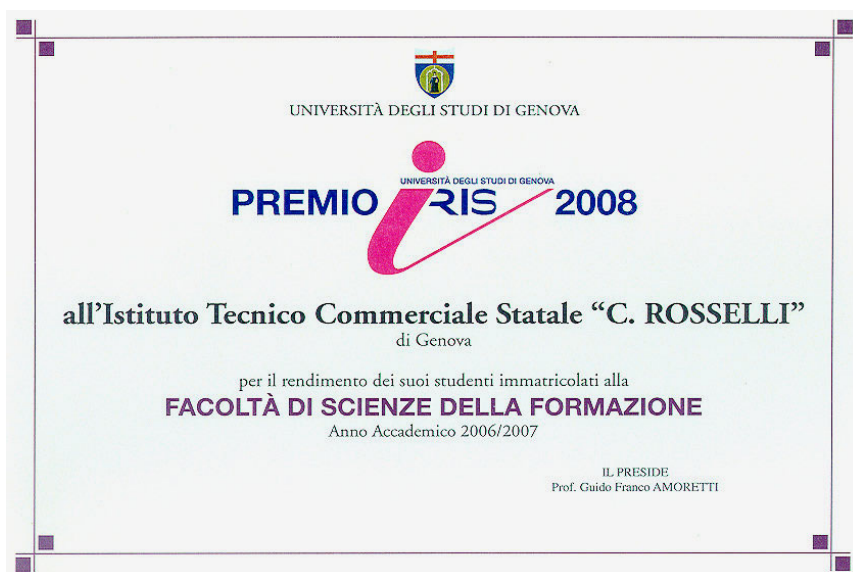 UNIVERSITÀ DEGLI STUDI DI GENOVA
UNIVERSITÀ DEGLI STUDI DI GENOVA
PREMIO iRIS 2008
all'Istituto Tecnico Commerciale Statale “C. ROSSELLI”
di Genova
per il rendimento dei suoi studenti immatricolati alla
FACOLTÀ DI SCIENZE DELLA FORMAZIONE
Anno Accademico 2006/2007
IL PRESIDE
Prof. Guido Franco AMORETTI